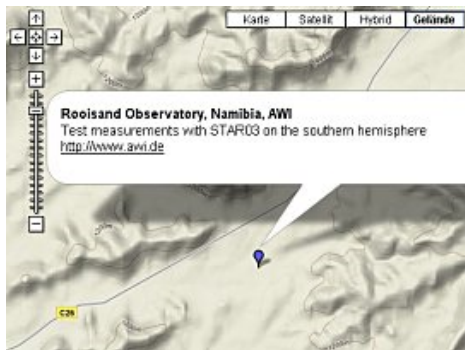 Karte Satellit Hybrid Gelände
Rooisand Observatory, Namibia, AWI
Test measurements with STAR03 on the southern hemisphere
http://www.awi.de
C26